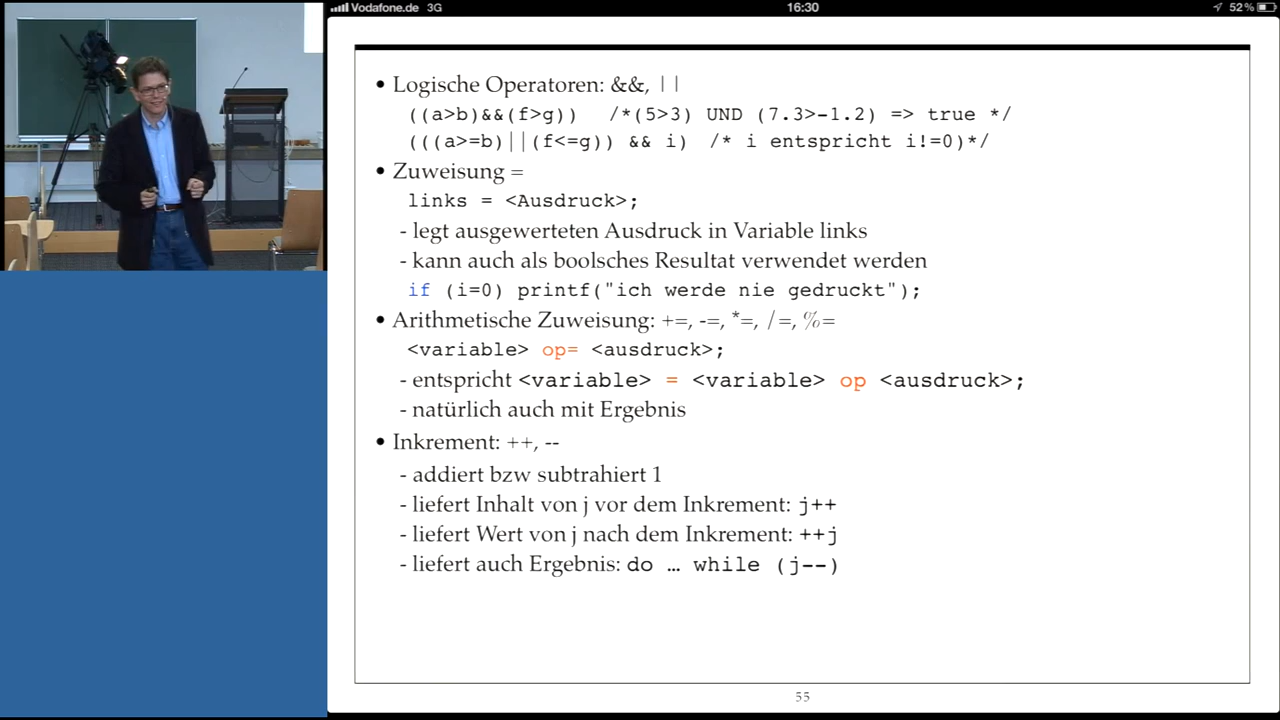 Vodafone.de 3G 16:30 52%
• Logische Operatoren: &&, ||
((a>b)&&(f>g)) /*(5>3) UND (7.3>-1.2) => true */
(((a>=b)||(f<=g)) && i) /* i entspricht i!=0)*/
• Zuweisung =
links = <Ausdruck>;
- legt ausgewerteten Ausdruck in Variable links
- kann auch als boolsches Resultat verwendet werden
if (i=0) printf("ich werde nie gedruckt");
• Arithmetische Zuweisung: +=, -=, *=, /=, %=
<variable> op= <ausdruck>;
- entspricht <variable> = <variable> op <ausdruck>;
- natürlich auch mit Ergebnis
• Inkrement: ++, --
- addiert bzw subtrahiert 1
- liefert Inhalt von j vor dem Inkrement: j++
- liefert Wert von j nach dem Inkrement: ++j
- liefert auch Ergebnis: do … while (j--)
55